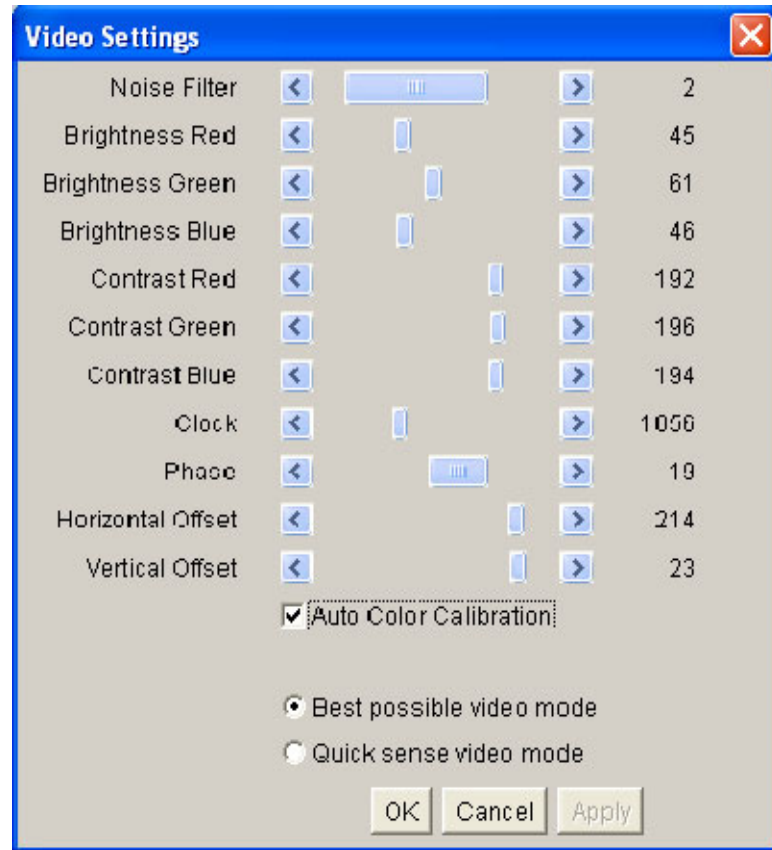 Video Settings
Noise Filter 2
Brightness Red 45
Brightness Green 61
Brightness Blue 46
Contrast Red 192
Contrast Green 196
Contrast Blue 194
Clock 1056
Phase 19
Horizontal Offset 214
Vertical Offset 23
Auto Color Calibration
Best possible video mode
Quick sense video mode
OK Cancel Apply